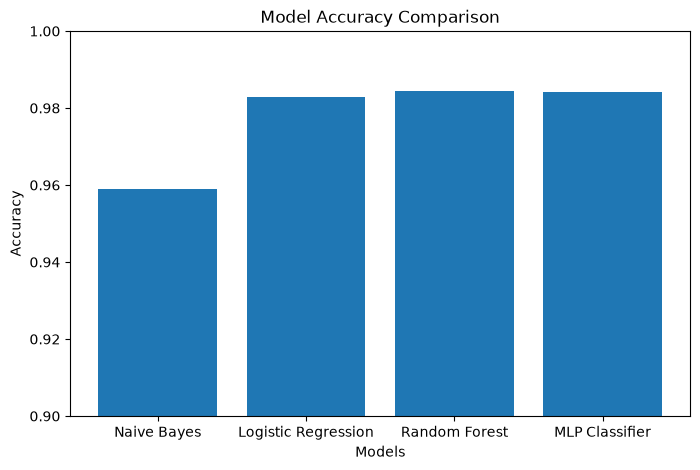 Model Accuracy Comparison
1.00
0.98
0.96
0.94
0.92
0.90
Accuracy
Naive Bayes
Logistic Regression
Random Forest
MLP Classifier
Models